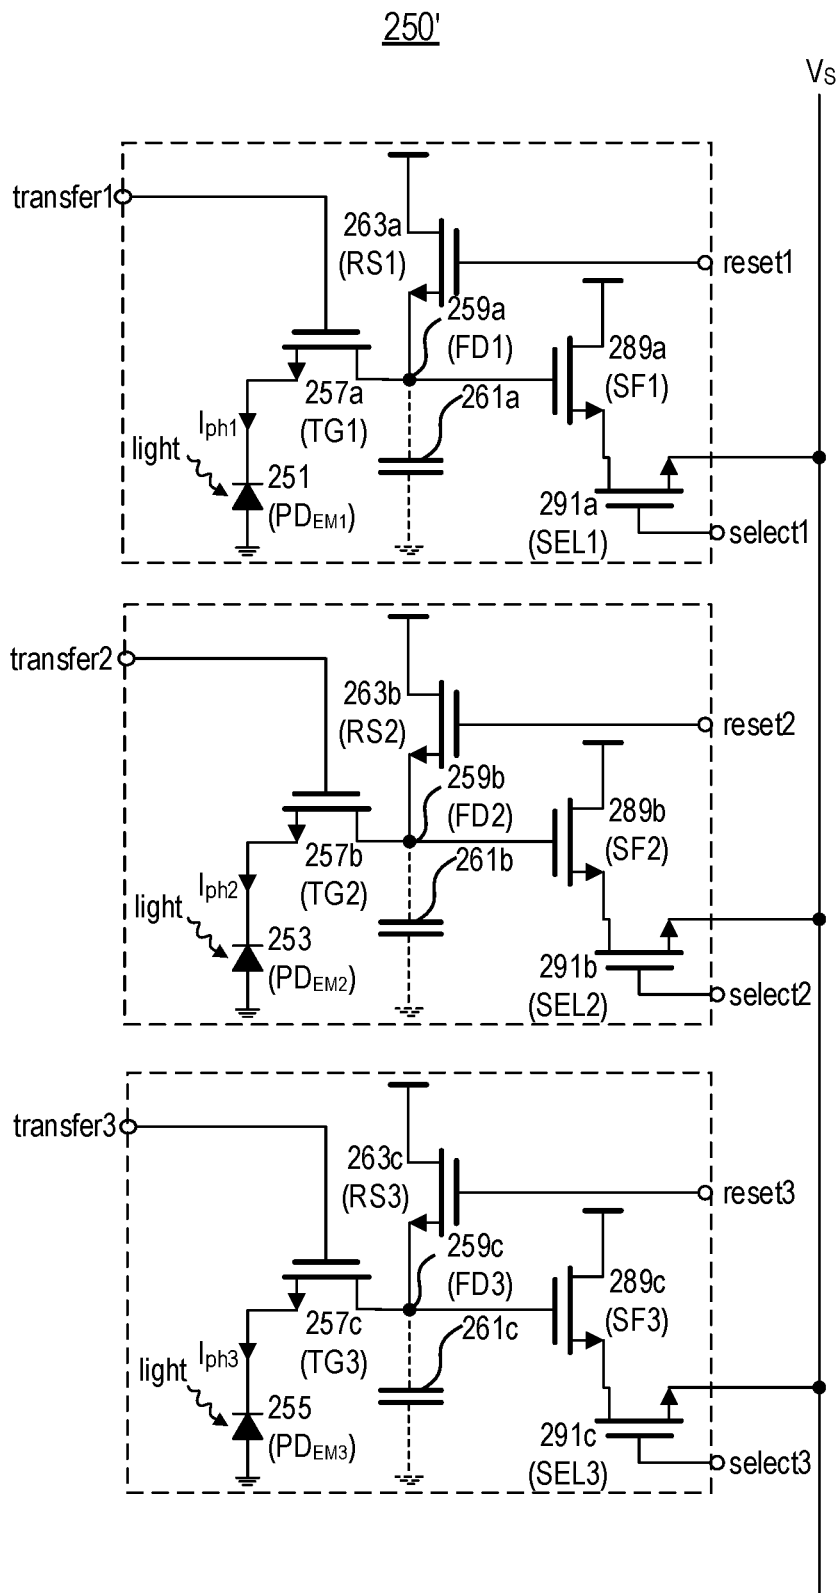 250'
VS
transfer1
263a
(RS1)
reset1
259a
(FD1)
289a
(SF1)
257a
(TG1)
261a
Iph1
light
251
(PDEM1)
291a
(SEL1)
select1
transfer2
263b
(RS2)
reset2
259b
(FD2)
289b
(SF2)
257b
(TG2)
261b
Iph2
light
253
(PDEM2)
291b
(SEL2)
select2
transfer3
263c
(RS3)
reset3
259c
(FD3)
289c
(SF3)
257c
(TG3)
261c
Iph3
light
255
(PDEM3)
291c
(SEL3)
select3